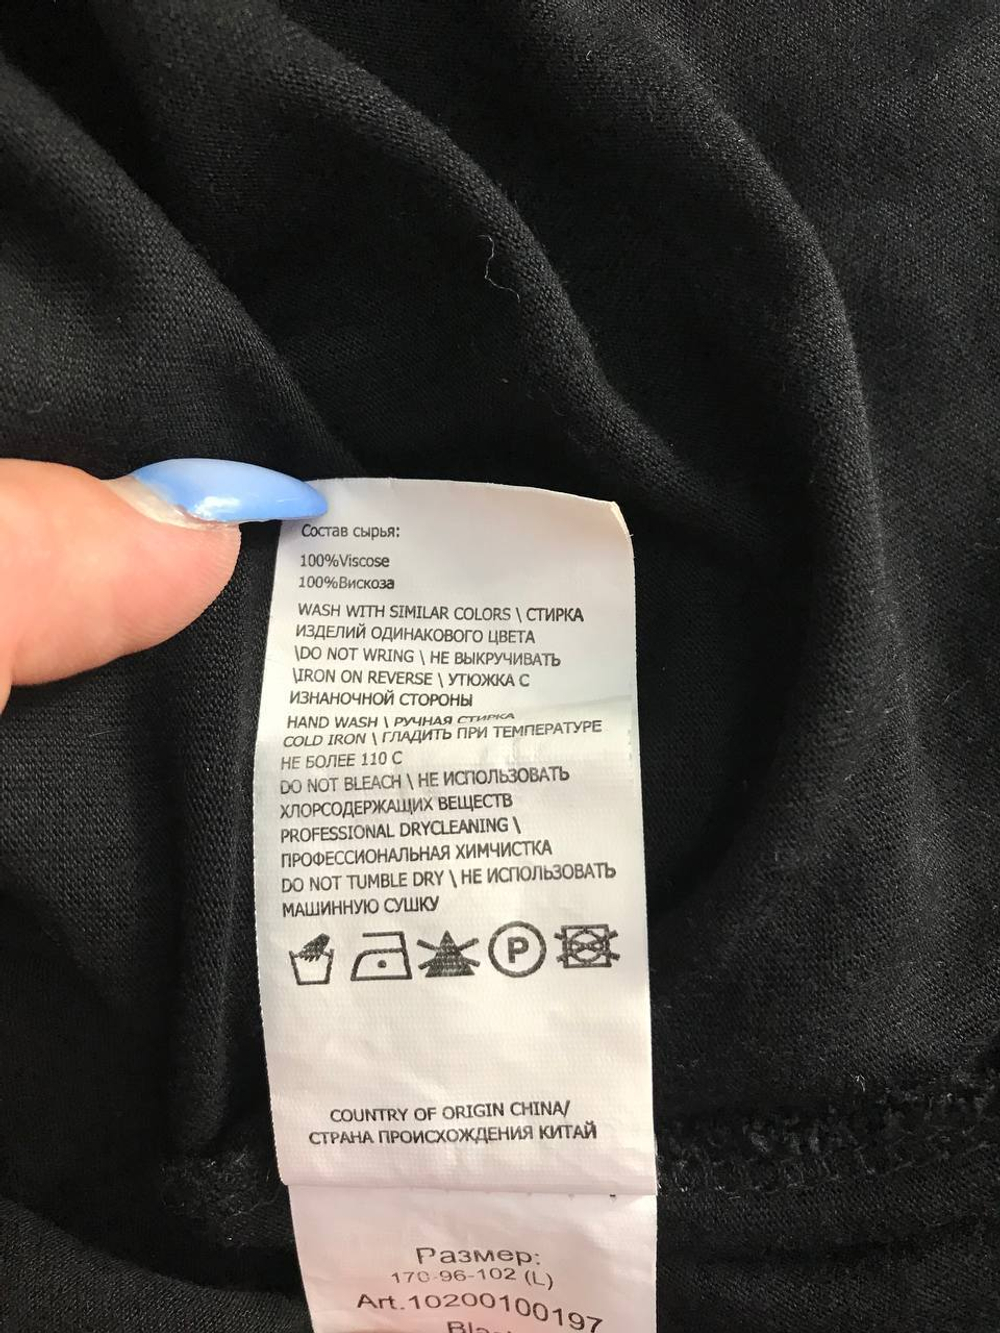 Состав сырья:
100%Viscose
100%Вискоза
WASH WITH SIMILAR COLORS \ СТИРКА
ИЗДЕЛИЙ ОДИНАКОВОГО ЦВЕТА
\DO NOT WRING \ НЕ ВЫКРУЧИВАТЬ
\IRON ON REVERSE \ УТЮЖКА С
ИЗНАНОЧНОЙ СТОРОНЫ
HAND WASH \ РУЧНАЯ СТИРКА
COLD IRON \ ГЛАДИТЬ ПРИ ТЕМПЕРАТУРЕ
НЕ БОЛЕЕ 110 С
DO NOT BLEACH \ НЕ ИСПОЛЬЗОВАТЬ
ХЛОРСОДЕРЖАЩИХ ВЕЩЕСТВ
PROFESSIONAL DRYCLEANING \
ПРОФЕССИОНАЛЬНАЯ ХИМЧИСТКА
DO NOT TUMBLE DRY \ НЕ ИСПОЛЬЗОВАТЬ
МАШИННУЮ СУШКУ
P
COUNTRY OF ORIGIN CHINA/
СТРАНА ПРОИСХОЖДЕНИЯ КИТАЙ
Размер:
170-96-102 (L)
Art.10200100197